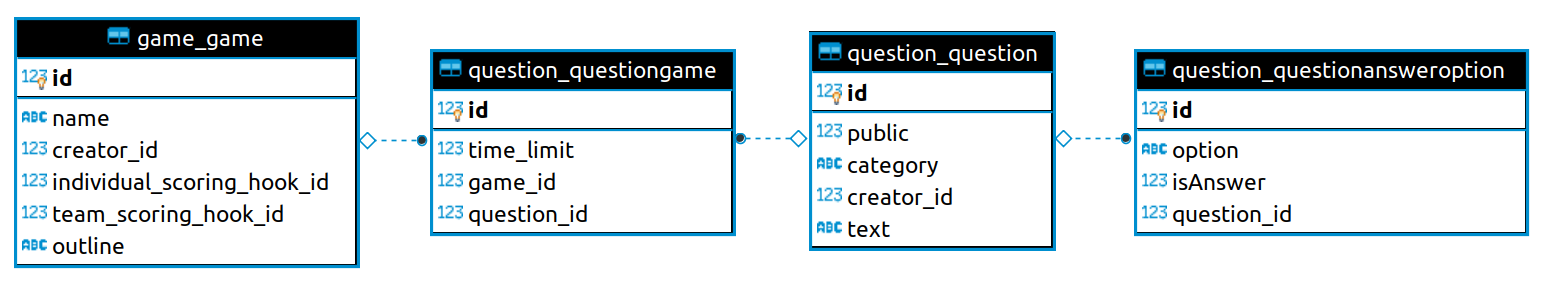 game_game
123 id
ABC name
123 creator_id
123 individual_scoring_hook_id
123 team_scoring_hook_id
ABC outline
question_questiongame
123 id
123 time_limit
123 game_id
123 question_id
question_question
123 id
123 public
ABC category
123 creator_id
ABC text
question_questionansweroption
123 id
ABC option
123 isAnswer
123 question_id